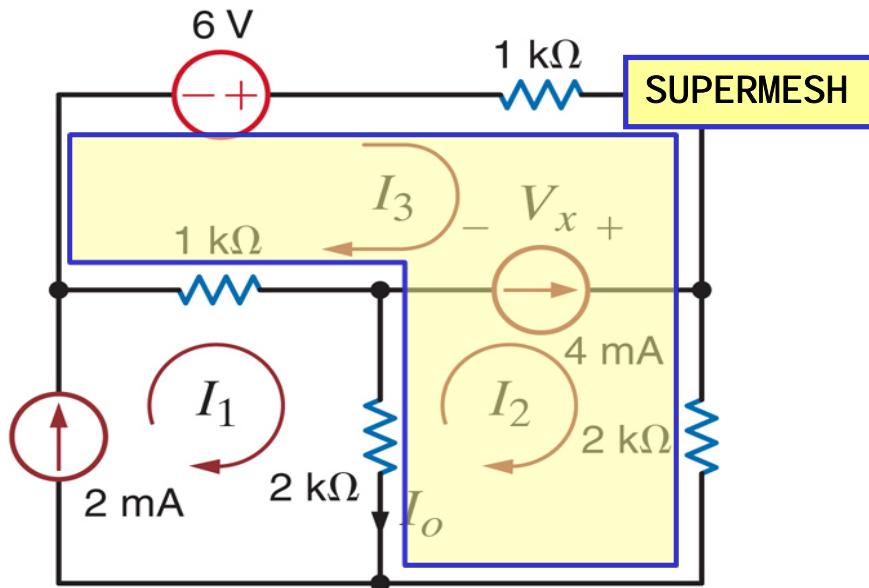 6 V
1 kΩ
SUPERMESH
− +
I₃
− Vₓ +
1 kΩ
4 mA
I₁
I₂
2 kΩ
2 kΩ
2 mA
Iₒ